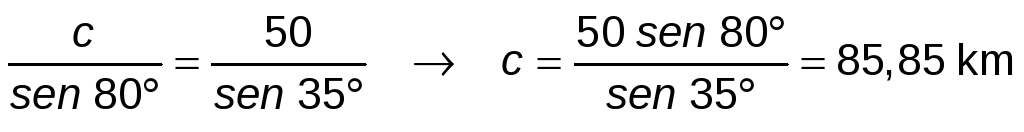 c / sen 80° = 50 / sen 35° → c = 50 sen 80° / sen 35° = 85,85 km